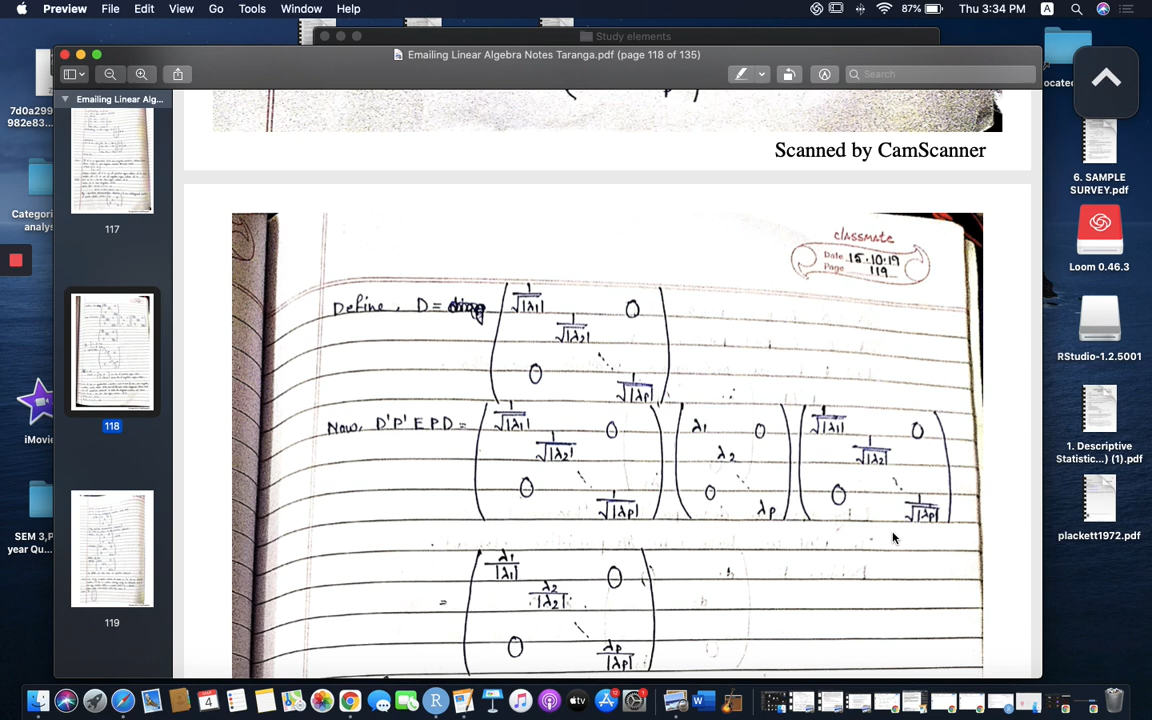 Preview File Edit View Go Tools Window Help
87% Thu 3:34 PM A
Study elements
Emailing Linear Algebra Notes Taranga.pdf (page 118 of 135)
Search
Emailing Linear Alg...
117
118
119
7d0a299
982e83...
Categori
analys
iMovie
SEM 3,P
year Qu...
ocate
6. SAMPLE
SURVEY.pdf
Loom 0.46.3
RStudio-1.2.5001
1. Descriptive
Statistic...) (1).pdf
plackett1972.pdf
Scanned by CamScanner
classmate
Date 15.10.19
Page 119
Define, D = ( 1/√|λ1| 0
1/√|λ2|
⋱
0 1/√|λp| )
Now, D'P'EPD = ( 1/√|λ1| 0 ) ( λ1 0 ) ( 1/√|λ1| 0 )
1/√|λ2| λ2 1/√|λ2|
⋱ ⋱ ⋱
0 1/√|λp| 0 λp 0 1/√|λp|
= ( λ1/|λ1| 0
λ2/|λ2|
⋱
0 λp/|λp| )
4